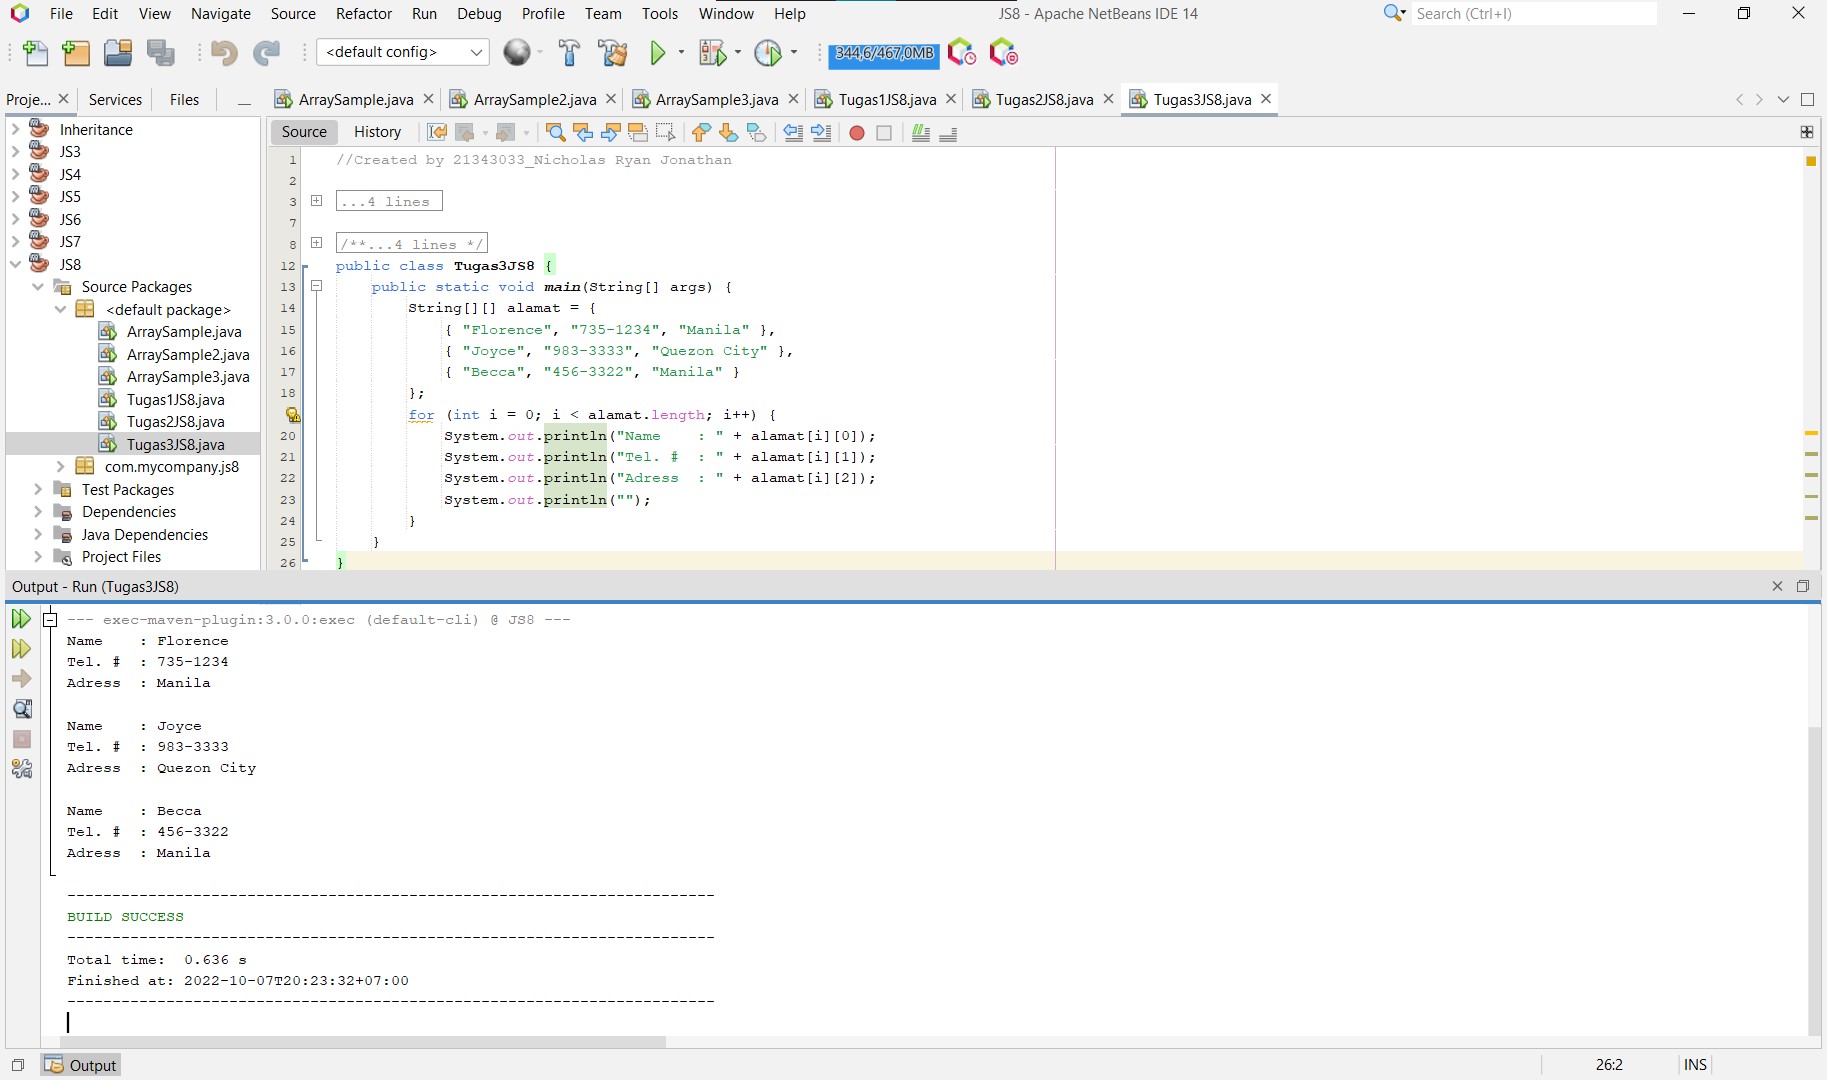 File Edit View Navigate Source Refactor Run Debug Profile Team Tools Window Help JS8 - Apache NetBeans IDE 14 Search (Ctrl+I)
<default config> 344,6/467,0MB
Proje... Services Files ArraySample.java ArraySample2.java ArraySample3.java Tugas1JS8.java Tugas2JS8.java Tugas3JS8.java
Source History
Inheritance
JS3
JS4
JS5
JS6
JS7
JS8
Source Packages
<default package>
ArraySample.java
ArraySample2.java
ArraySample3.java
Tugas1JS8.java
Tugas2JS8.java
Tugas3JS8.java
com.mycompany.js8
Test Packages
Dependencies
Java Dependencies
Project Files
1 //Created by 21343033_Nicholas Ryan Jonathan
2
3 ...4 lines
7
8 /**...4 lines */
12 public class Tugas3JS8 {
13 public static void main(String[] args) {
14 String[][] alamat = {
15 { "Florence", "735-1234", "Manila" },
16 { "Joyce", "983-3333", "Quezon City" },
17 { "Becca", "456-3322", "Manila" }
18 };
for (int i = 0; i < alamat.length; i++) {
20 System.out.println("Name    : " + alamat[i][0]);
21 System.out.println("Tel. #  : " + alamat[i][1]);
22 System.out.println("Adress  : " + alamat[i][2]);
23 System.out.println("");
24 }
25 }
26 }
Output - Run (Tugas3JS8)
--- exec-maven-plugin:3.0.0:exec (default-cli) @ JS8 ---
Name    : Florence
Tel. #  : 735-1234
Adress  : Manila
Name    : Joyce
Tel. #  : 983-3333
Adress  : Quezon City
Name    : Becca
Tel. #  : 456-3322
Adress  : Manila
------------------------------------------------------------------------
BUILD SUCCESS
------------------------------------------------------------------------
Total time:  0.636 s
Finished at: 2022-10-07T20:23:32+07:00
------------------------------------------------------------------------
Output 26:2 INS